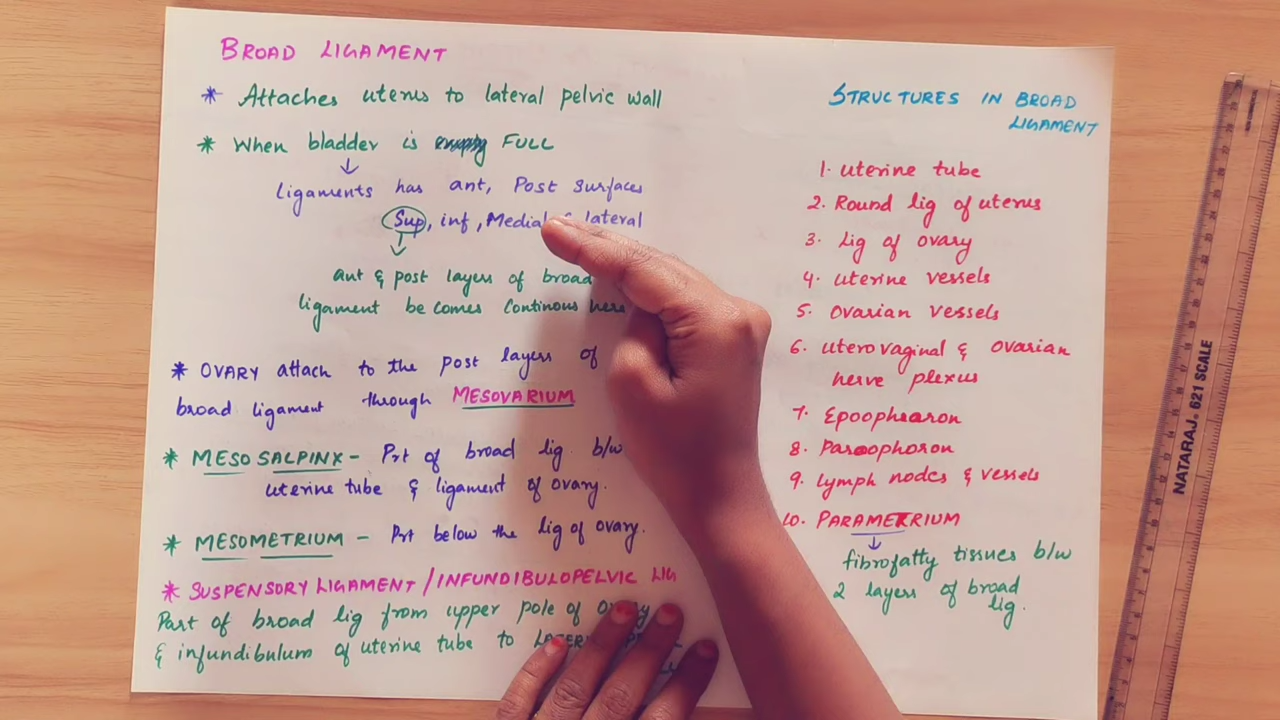 BROAD LIGAMENT
* Attaches uterus to lateral pelvic wall
* When bladder is FULL
Ligaments has ant, Post surfaces
Sup, inf, Medial lateral
ant & post layers of broad
ligament be comes continous here
* OVARY attach to the post layers of
broad ligament through MESOVARIUM
* MESOSALPINX - Prt of broad lig b/w
uterine tube & ligament of ovary.
* MESOMETRIUM - Prt below the lig of ovary.
* SUSPENSORY LIGAMENT/INFUNDIBULOPELVIC LIG
Part of broad lig from upper pole of
& infundibulum of uterine tube to
STRUCTURES IN BROAD
LIGAMENT
1. Uterine tube
2. Round lig of uterus
3. Lig of ovary
4. Uterine vessels
5. Ovarian vessels
6. Uterovaginal & ovarian
nerve plexus
7. Epoophearon
8. Paroophoron
9. Lymph nodes & vessels
10. PARAMETRIUM
fibrofatty tissues b/w
2 layers of broad
lig.
NATARAJ. 621 SCALE